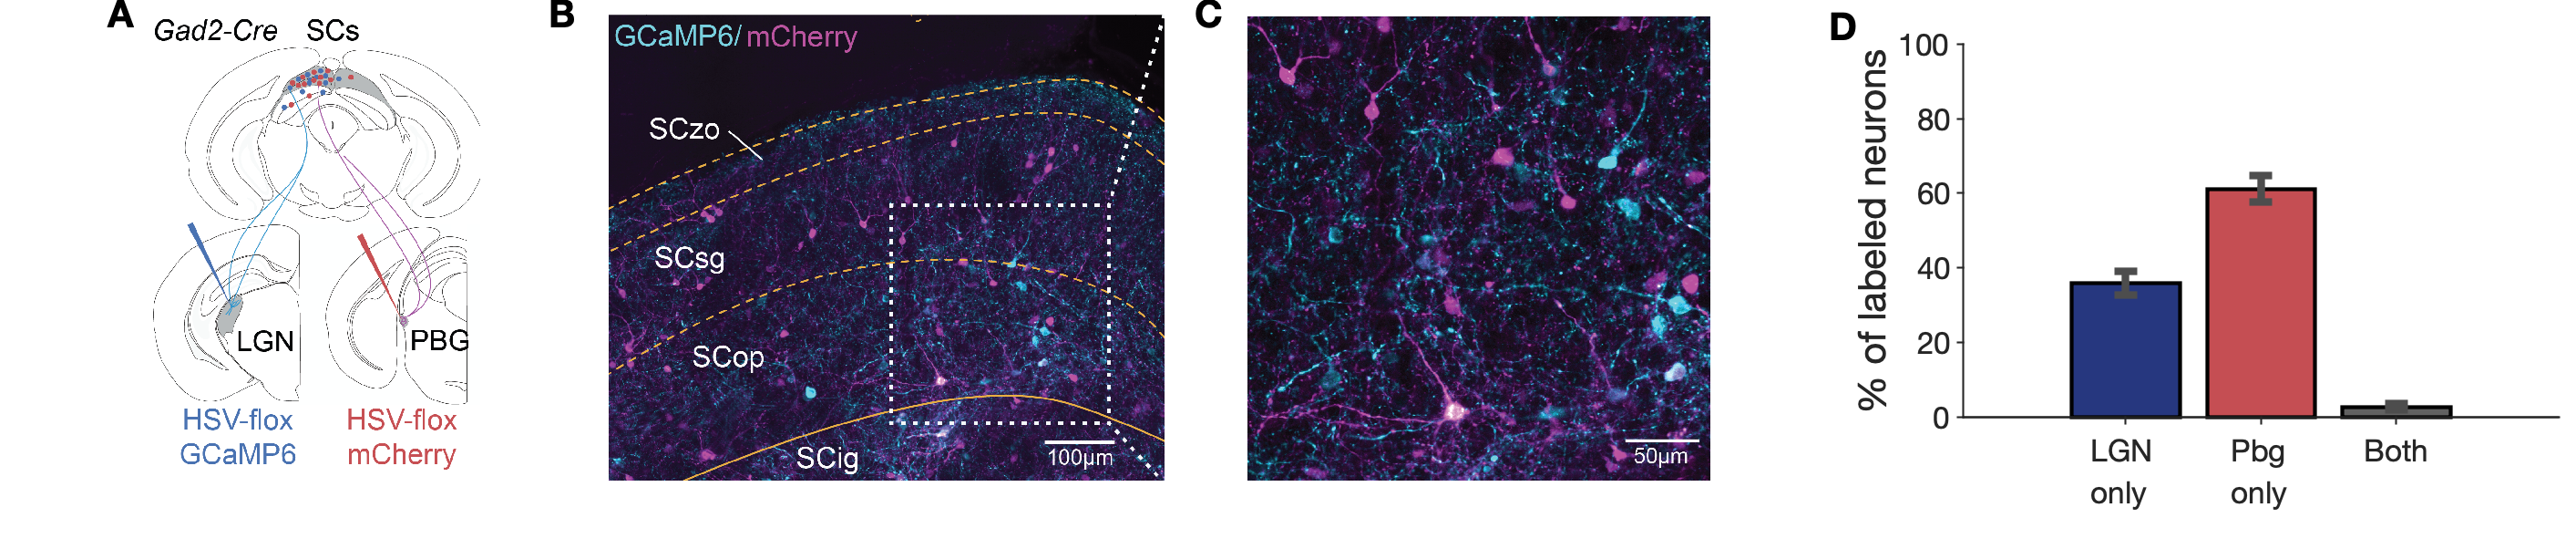 A
Gad2-Cre SCs
LGN
PBG
HSV-flox
GCaMP6
HSV-flox
mCherry
B
GCaMP6/mCherry
SCzo
SCsg
SCop
SCig
100µm
C
50µm
D
% of labeled neurons
100
80
60
40
20
0
LGN
only
Pbg
only
Both